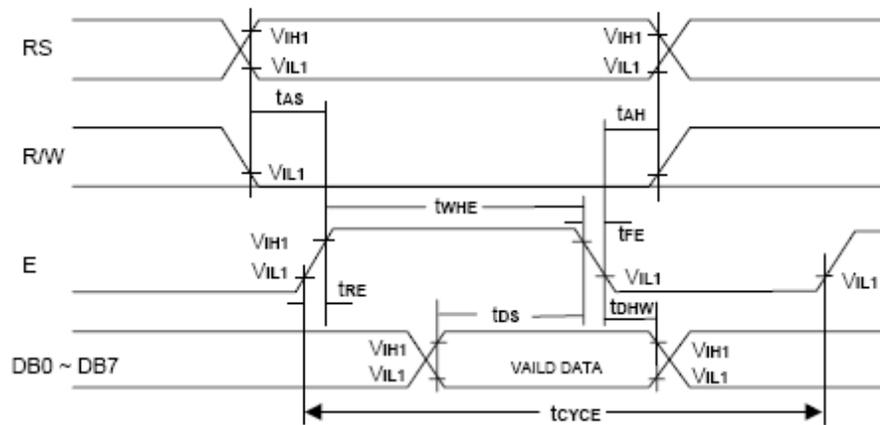 RS VIH1 VIH1
VIL1 VIL1
tAS tAH
R/W VIL1
tWHE
VIH1 tFE
E VIL1 VIL1 VIL1
tRE tDS tDHW
VIH1 VIH1
DB0 ~ DB7 VIL1 VAILD DATA VIL1
tCYCE